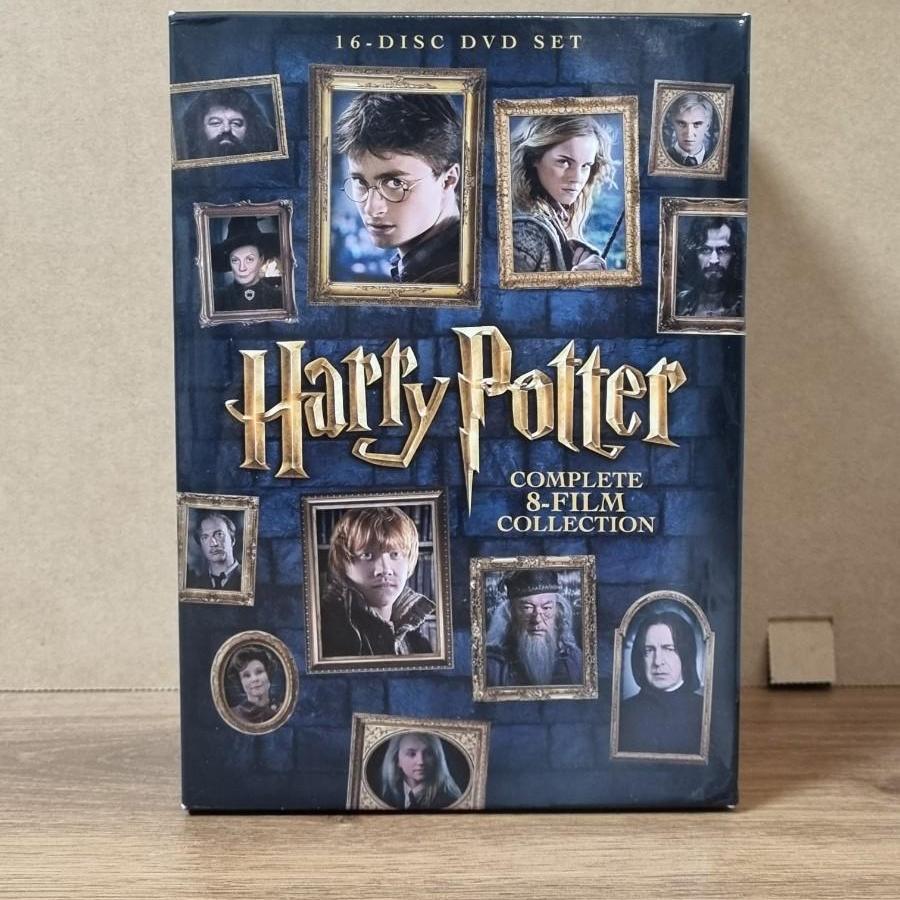 16-DISC DVD SET
Harry Potter
COMPLETE
8-FILM
COLLECTION